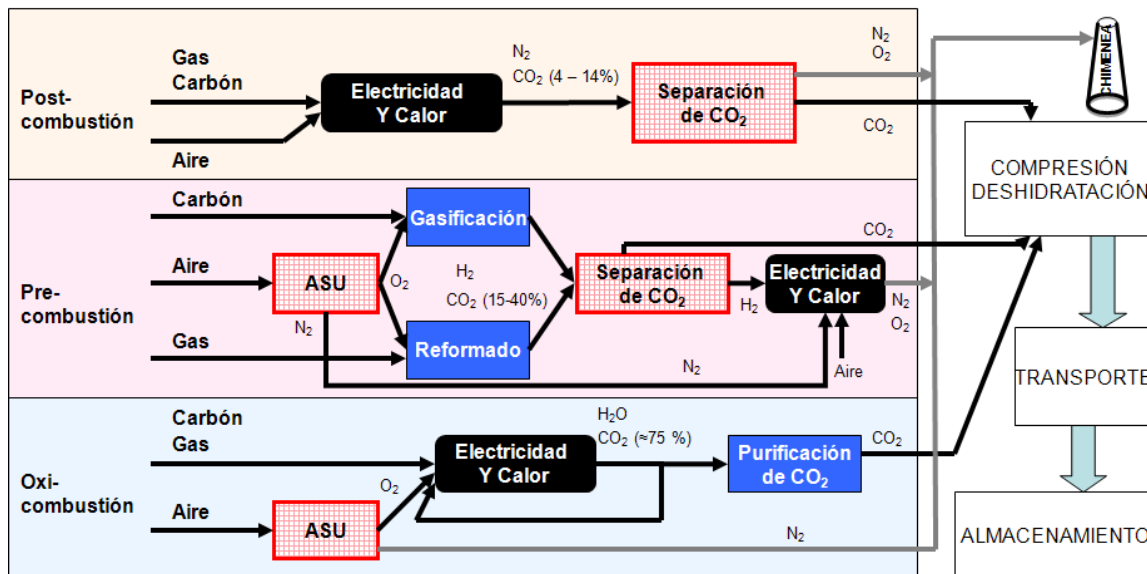 Post-
combustión
Gas
Carbón
Aire
Electricidad
Y Calor
N₂
CO₂ (4 – 14%)
Separación
de CO₂
N₂
O₂
CO₂
CHIMENEA
COMPRESIÓN
DESHIDRATACIÓN
Pre-
combustión
Carbón
Aire
Gas
ASU
N₂
O₂
Gasificación
H₂
CO₂ (15-40%)
Reformado
Separación
de CO₂
CO₂
H₂
Electricidad
Y Calor
N₂
O₂
N₂
Aire
TRANSPORTE
Oxi-
combustión
Carbón
Gas
Aire
ASU
O₂
Electricidad
Y Calor
H₂O
CO₂ (≈75 %)
Purificación
de CO₂
CO₂
N₂
ALMACENAMIENTO